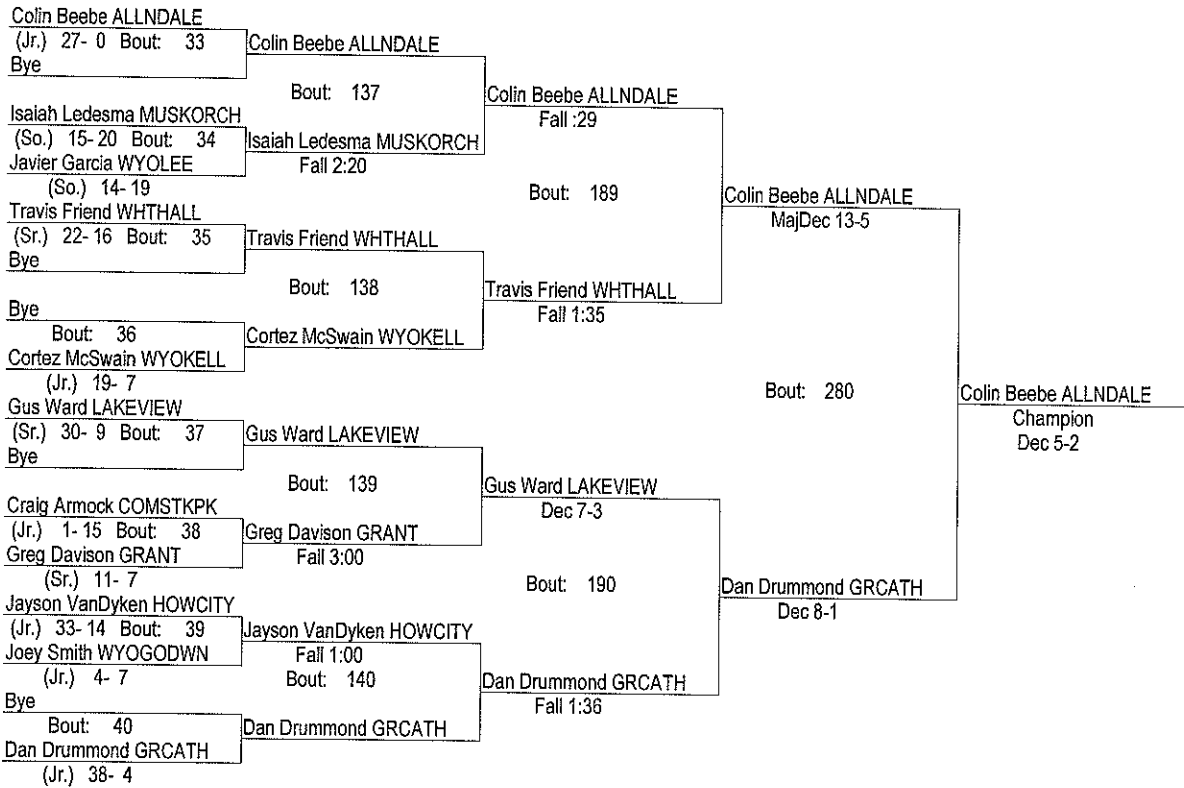 Colin Beebe ALLNDALE
(Jr.) 27- 0 Bout: 33
Bye
Colin Beebe ALLNDALE
Bout: 137
Isaiah Ledesma MUSKORCH
(So.) 15- 20 Bout: 34
Javier Garcia WYOLEE
(So.) 14- 19
Isaiah Ledesma MUSKORCH
Fall 2:20
Colin Beebe ALLNDALE
Fall :29
Bout: 189
Travis Friend WHTHALL
(Sr.) 22- 16 Bout: 35
Bye
Travis Friend WHTHALL
Bout: 138
Bye
Bout: 36
Cortez McSwain WYOKELL
(Jr.) 19- 7
Cortez McSwain WYOKELL
Travis Friend WHTHALL
Fall 1:35
Colin Beebe ALLNDALE
MajDec 13-5
Bout: 280
Gus Ward LAKEVIEW
(Sr.) 30- 9 Bout: 37
Bye
Gus Ward LAKEVIEW
Bout: 139
Craig Armock COMSTKPK
(Jr.) 1- 15 Bout: 38
Greg Davison GRANT
(Sr.) 11- 7
Greg Davison GRANT
Fall 3:00
Gus Ward LAKEVIEW
Dec 7-3
Bout: 190
Jayson VanDyken HOWCITY
(Jr.) 33- 14 Bout: 39
Joey Smith WYOGODWN
(Jr.) 4- 7
Jayson VanDyken HOWCITY
Fall 1:00
Bout: 140
Bye
Bout: 40
Dan Drummond GRCATH
(Jr.) 38- 4
Dan Drummond GRCATH
Dan Drummond GRCATH
Fall 1:36
Dan Drummond GRCATH
Dec 8-1
Colin Beebe ALLNDALE
Champion
Dec 5-2